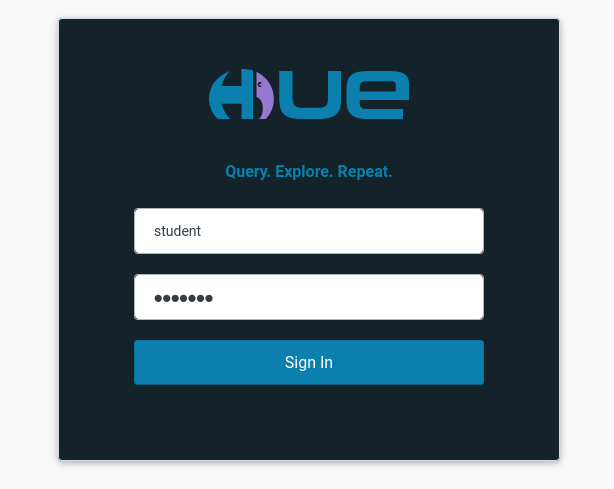 HUE
Query. Explore. Repeat.
student
•••••••
Sign In